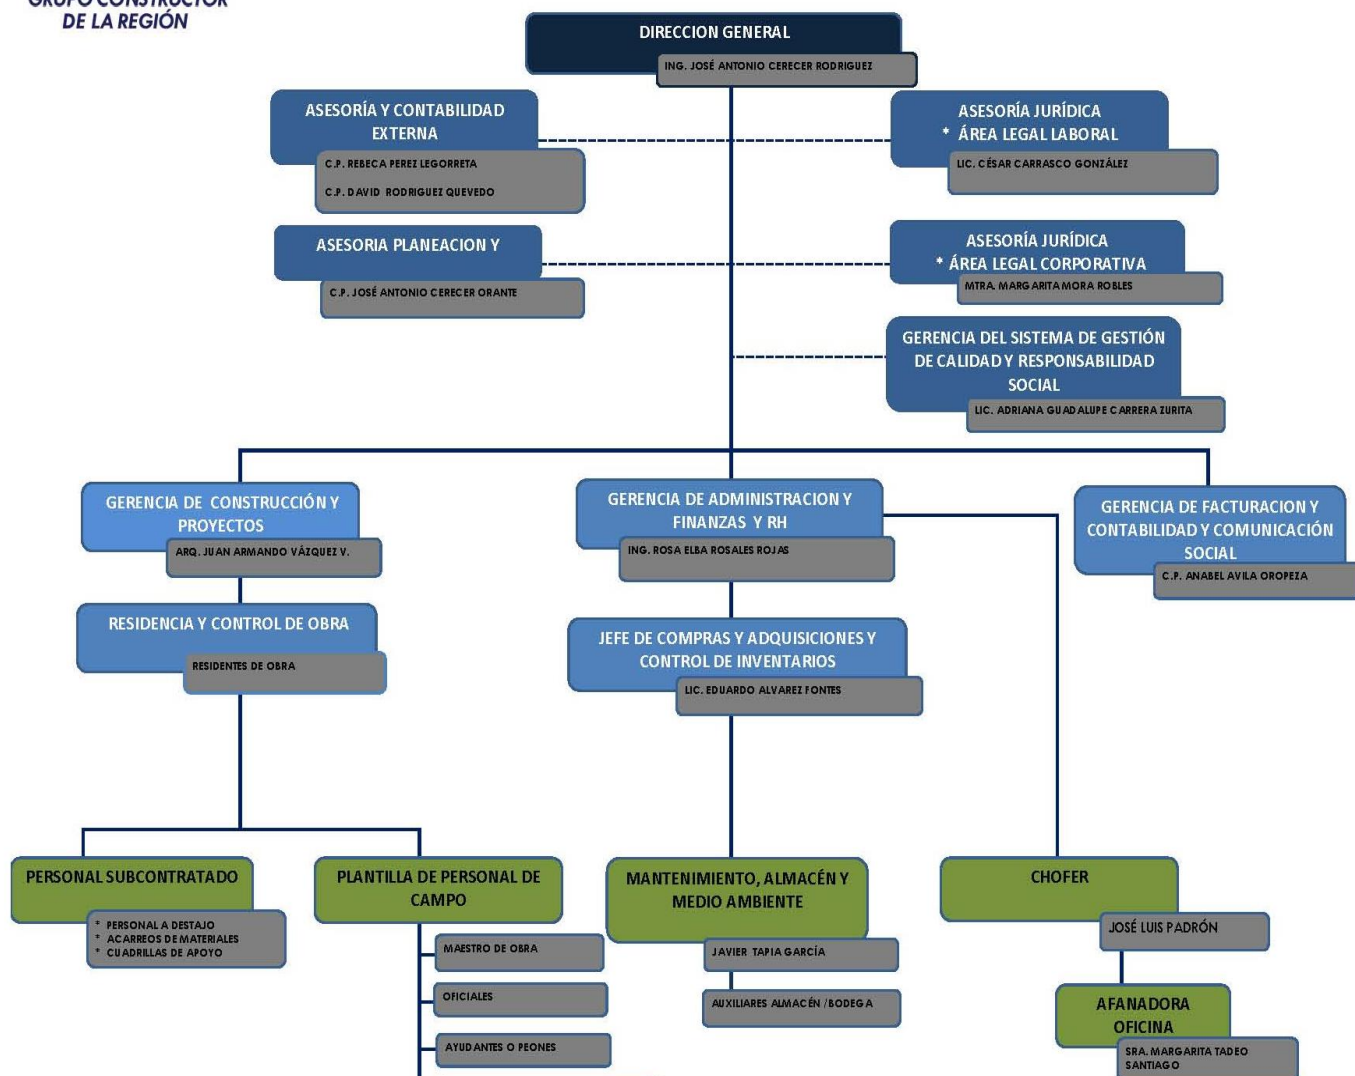 GRUPO CONSTRUCTOR
DE LA REGIÓN
DIRECCION GENERAL
ING. JOSÉ ANTONIO CERECER RODRIGUEZ
ASESORÍA Y CONTABILIDAD
EXTERNA
C.P. REBECA PEREZ LEGORRETA
C.P. DAVID RODRIGUEZ QUEVEDO
ASESORÍA JURÍDICA
* ÁREA LEGAL LABORAL
LIC. CÉSAR CARRASCO GONZÁLEZ
ASESORIA PLANEACION Y
C.P. JOSÉ ANTONIO CERECER ORANTE
ASESORÍA JURÍDICA
* ÁREA LEGAL CORPORATIVA
MTRA. MARGARITA MORA ROBLES
GERENCIA DEL SISTEMA DE GESTIÓN
DE CALIDAD Y RESPONSABILIDAD
SOCIAL
LIC. ADRIANA GUADALUPE CARRERA ZURITA
GERENCIA DE CONSTRUCCIÓN Y
PROYECTOS
ARQ. JUAN ARMANDO VÁZQUEZ V.
GERENCIA DE ADMINISTRACION Y
FINANZAS Y RH
ING. ROSA ELBA ROSALES ROJAS
GERENCIA DE FACTURACION Y
CONTABILIDAD Y COMUNICACIÓN
SOCIAL
C.P. ANABEL AVILA OROPEZA
RESIDENCIA Y CONTROL DE OBRA
RESIDENTES DE OBRA
JEFE DE COMPRAS Y ADQUISICIONES Y
CONTROL DE INVENTARIOS
LIC. EDUARDO ALVAREZ FONTES
PERSONAL SUBCONTRATADO
* PERSONAL A DESTAJO
* ACARREOS DE MATERIALES
* CUADRILLAS DE APOYO
PLANTILLA DE PERSONAL DE
CAMPO
MAESTRO DE OBRA
OFICIALES
AYUDANTES O PEONES
MANTENIMIENTO, ALMACÉN Y
MEDIO AMBIENTE
JAVIER TAPIA GARCÍA
AUXILIARES ALMACÉN / BODEGA
CHOFER
JOSÉ LUIS PADRÓN
AFANADORA
OFICINA
SRA. MARGARITA TADEO
SANTIAGO